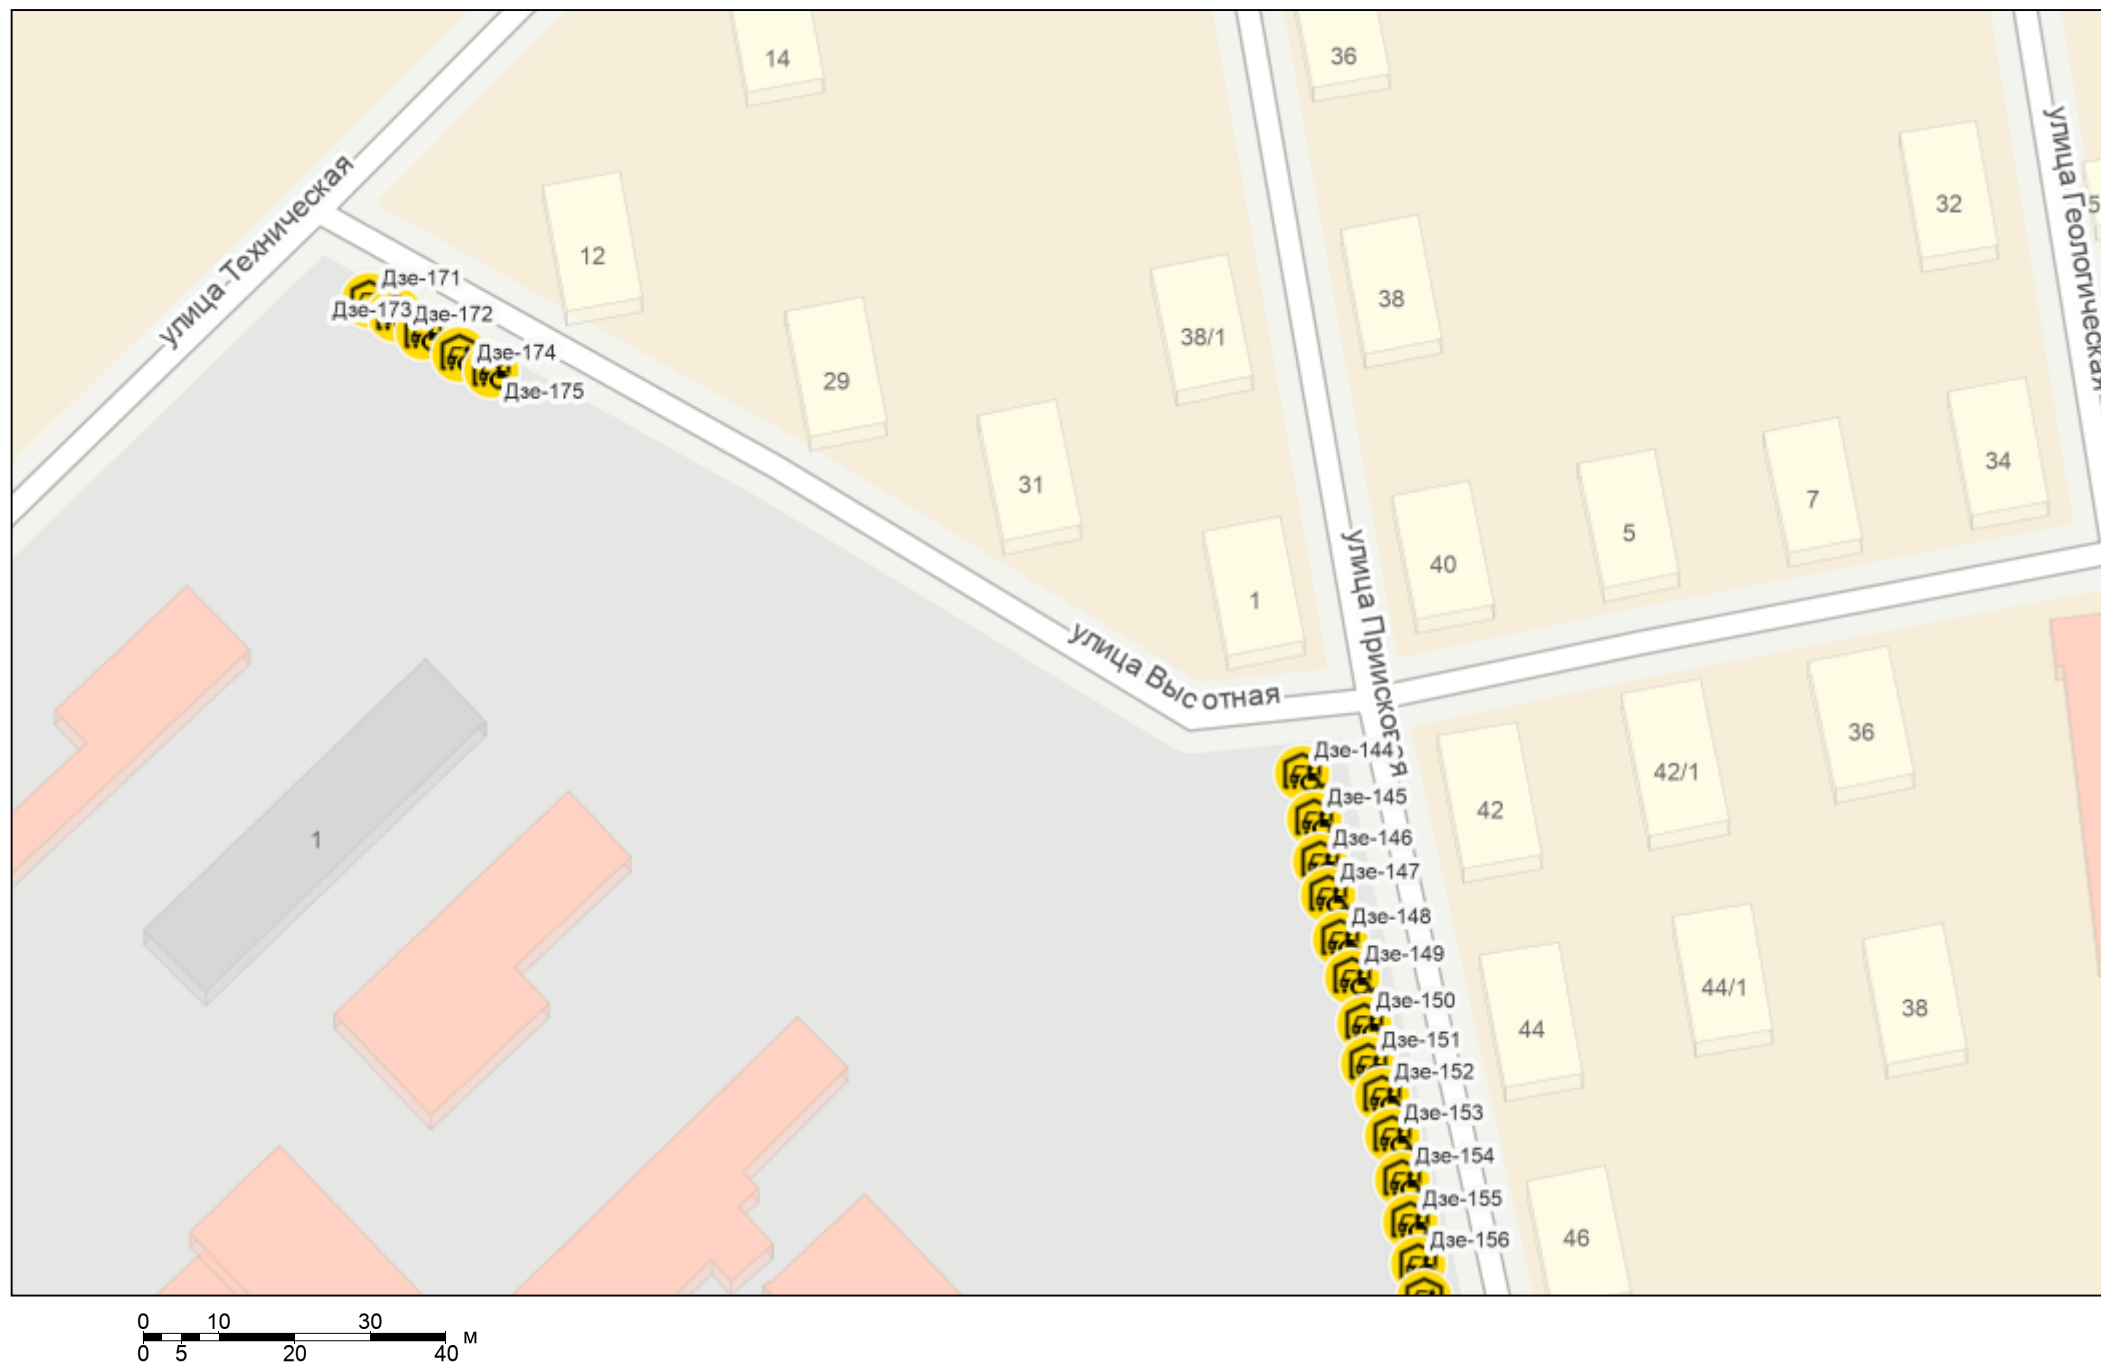 14
36
улица Техническая
12
32
5
улица Геологическая
Дзе-171
Дзе-173
Дзе-172
Дзе-174
Дзе-175
38
38/1
29
31
34
7
5
40
1
улица Приисковая
улица Высотная
36
42/1
42
Дзе-144
Дзе-145
Дзе-146
Дзе-147
1
Дзе-148
Дзе-149
44/1
38
44
Дзе-150
Дзе-151
Дзе-152
Дзе-153
Дзе-154
Дзе-155
Дзе-156
46
0 10 30
м
0 5 20 40